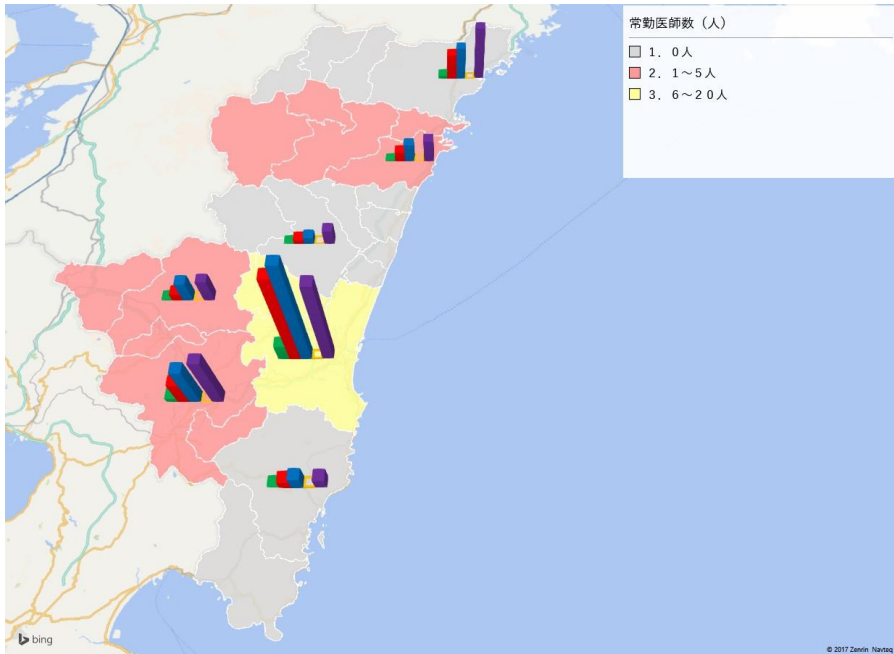 常勤医師数（人）
１．０人
２．１～５人
３．６～２０人
bing
© 2017 Zenrin Navteq